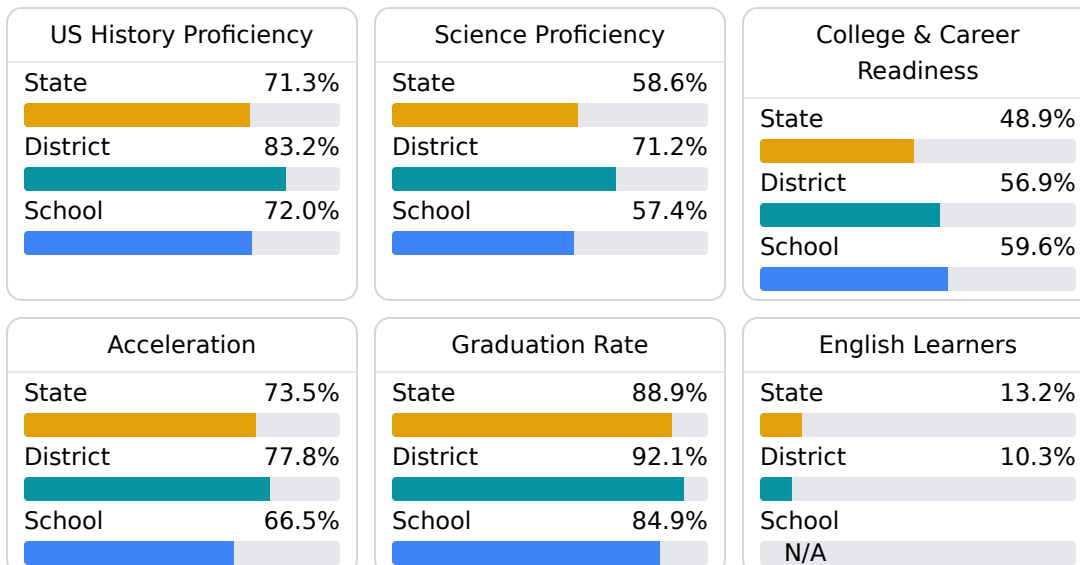 US History Proficiency
State 71.3%
District 83.2%
School 72.0%
Science Proficiency
State 58.6%
District 71.2%
School 57.4%
College & Career
Readiness
State 48.9%
District 56.9%
School 59.6%
Acceleration
State 73.5%
District 77.8%
School 66.5%
Graduation Rate
State 88.9%
District 92.1%
School 84.9%
English Learners
State 13.2%
District 10.3%
School
N/A